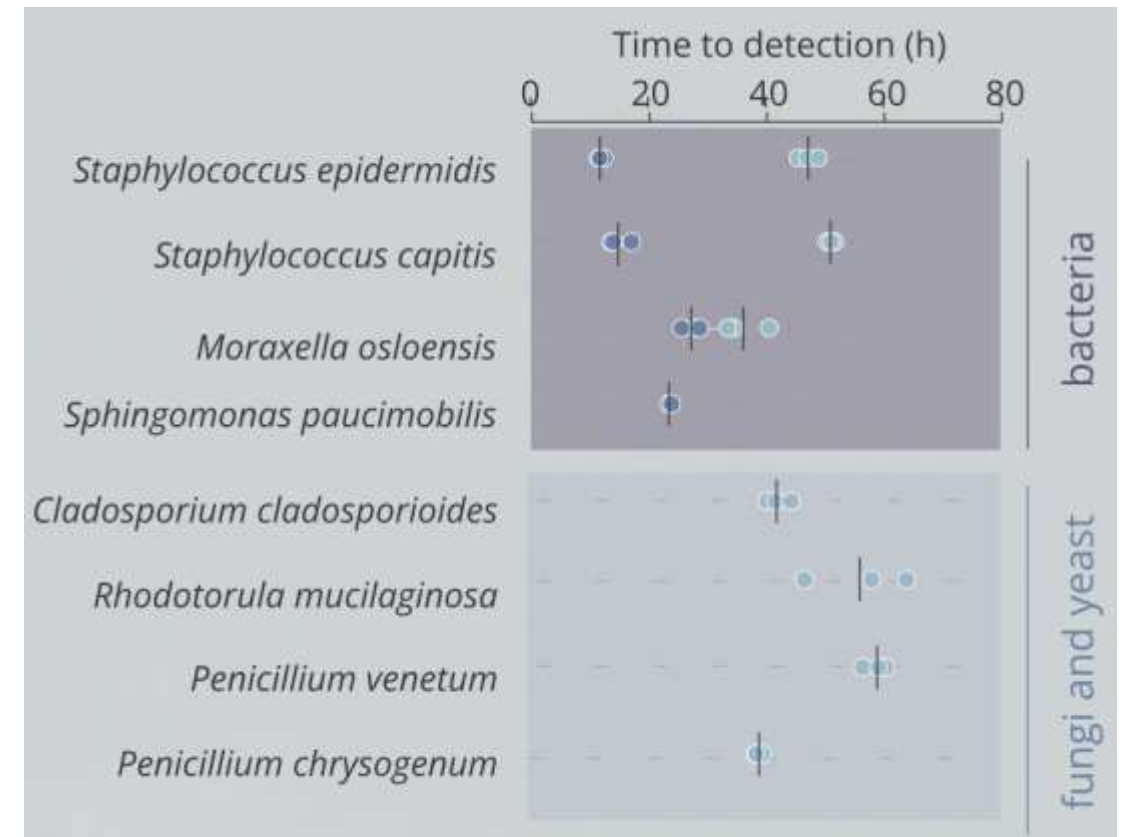 Time to detection (h)
0 20 40 60 80
Staphylococcus epidermidis
Staphylococcus capitis
Moraxella osloensis
Sphingomonas paucimobilis
bacteria
Cladosporium cladosporioides
Rhodotorula mucilaginosa
Penicillium venetum
Penicillium chrysogenum
fungi and yeast